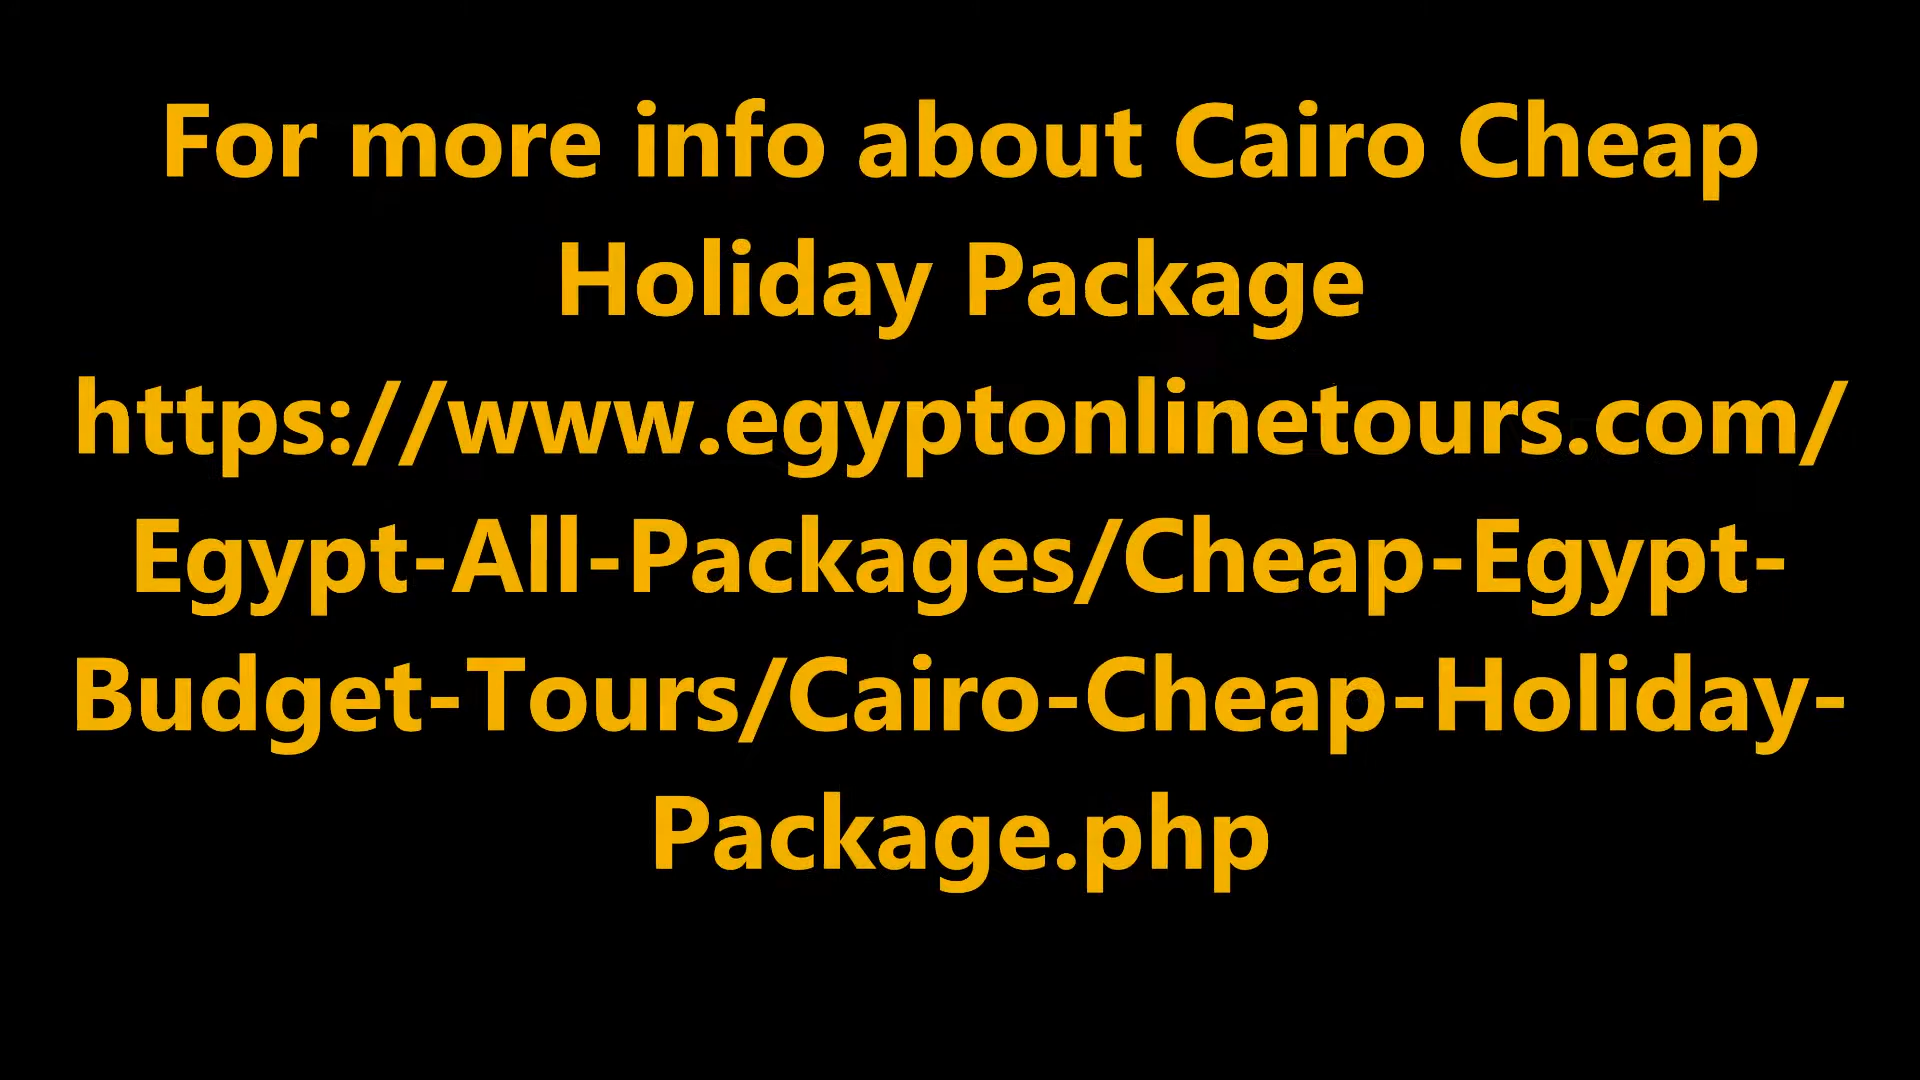 For more info about Cairo Cheap
Holiday Package
https://www.egyptonlinetours.com/
Egypt-All-Packages/Cheap-Egypt-
Budget-Tours/Cairo-Cheap-Holiday-
Package.php